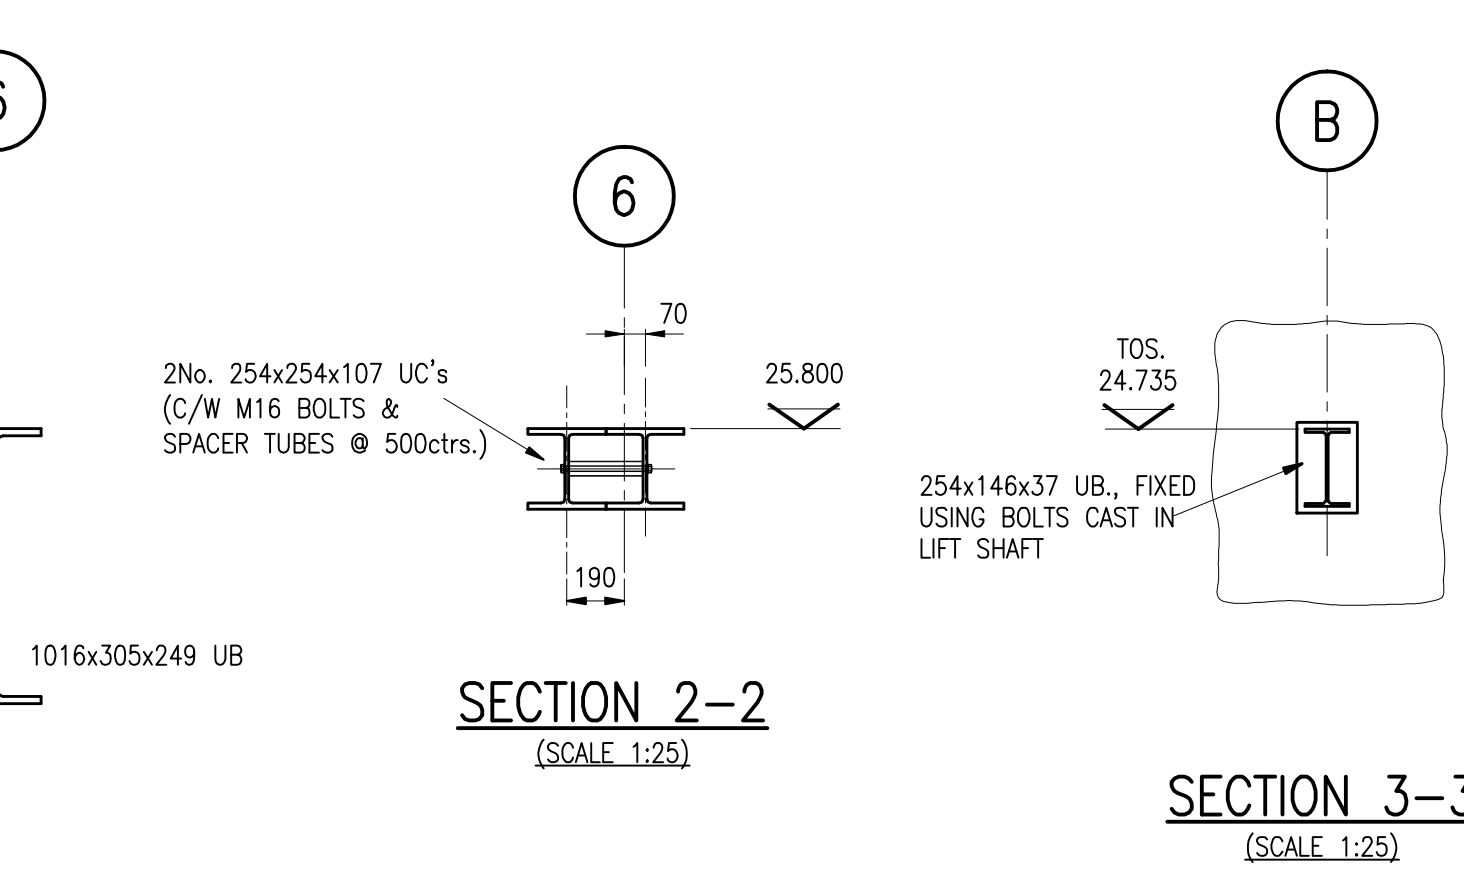 6
6
70
2No. 254x254x107 UC's
(C/W M16 BOLTS &
SPACER TUBES @ 500ctrs.)
25.800
190
1016x305x249 UB
SECTION 2-2
(SCALE 1:25)
B
TOS.
24.735
254x146x37 UB., FIXED
USING BOLTS CAST IN
LIFT SHAFT
SECTION 3-3
(SCALE 1:25)